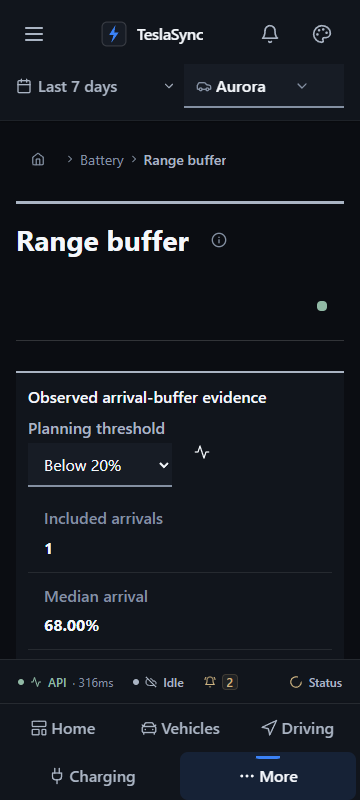 TeslaSync
Last 7 days
Aurora
Battery
Range buffer
Range buffer
Observed arrival-buffer evidence
Planning threshold
Below 20%
Included arrivals
1
Median arrival
68.00%
API · 316ms
Idle
2
Status
Home
Vehicles
Driving
Charging
More